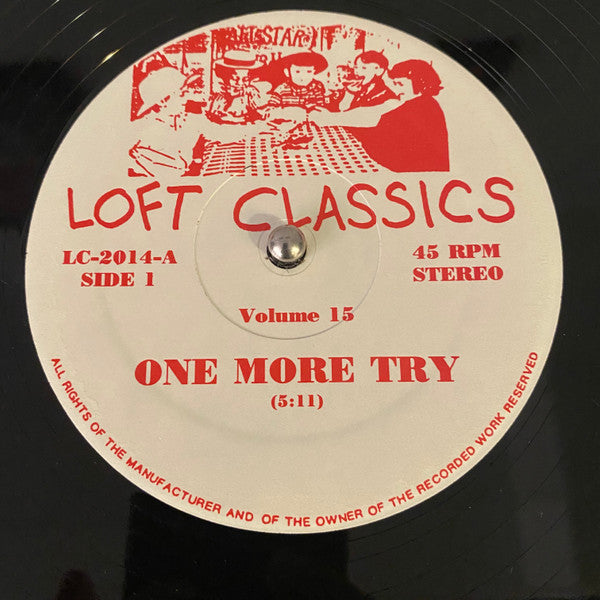 LOFT CLASSICS
LC-2014-A
SIDE 1
45 RPM
STEREO
Volume 15
ONE MORE TRY
(5:11)
ALL RIGHTS OF THE MANUFACTURER AND OF THE OWNER OF THE RECORDED WORK RESERVED